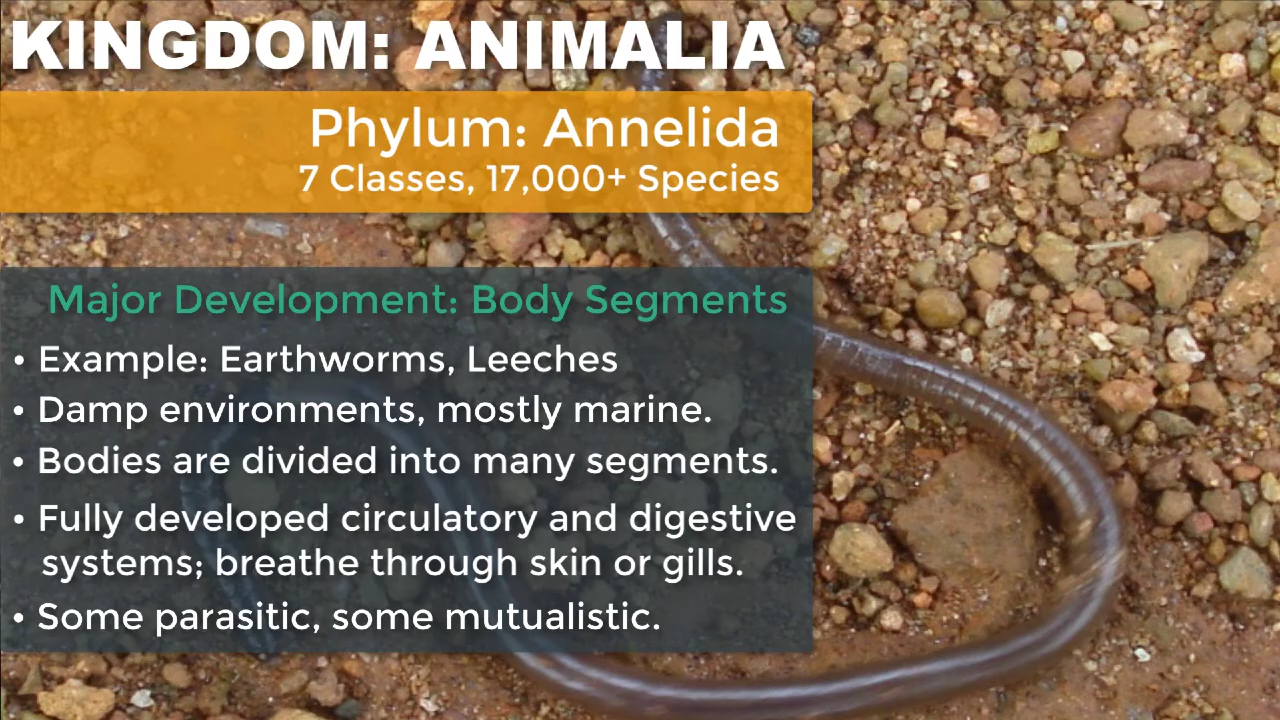 KINGDOM: ANIMALIA
Phylum: Annelida
7 Classes, 17,000+ Species
Major Development: Body Segments
• Example: Earthworms, Leeches
• Damp environments, mostly marine.
• Bodies are divided into many segments.
• Fully developed circulatory and digestive
systems; breathe through skin or gills.
• Some parasitic, some mutualistic.